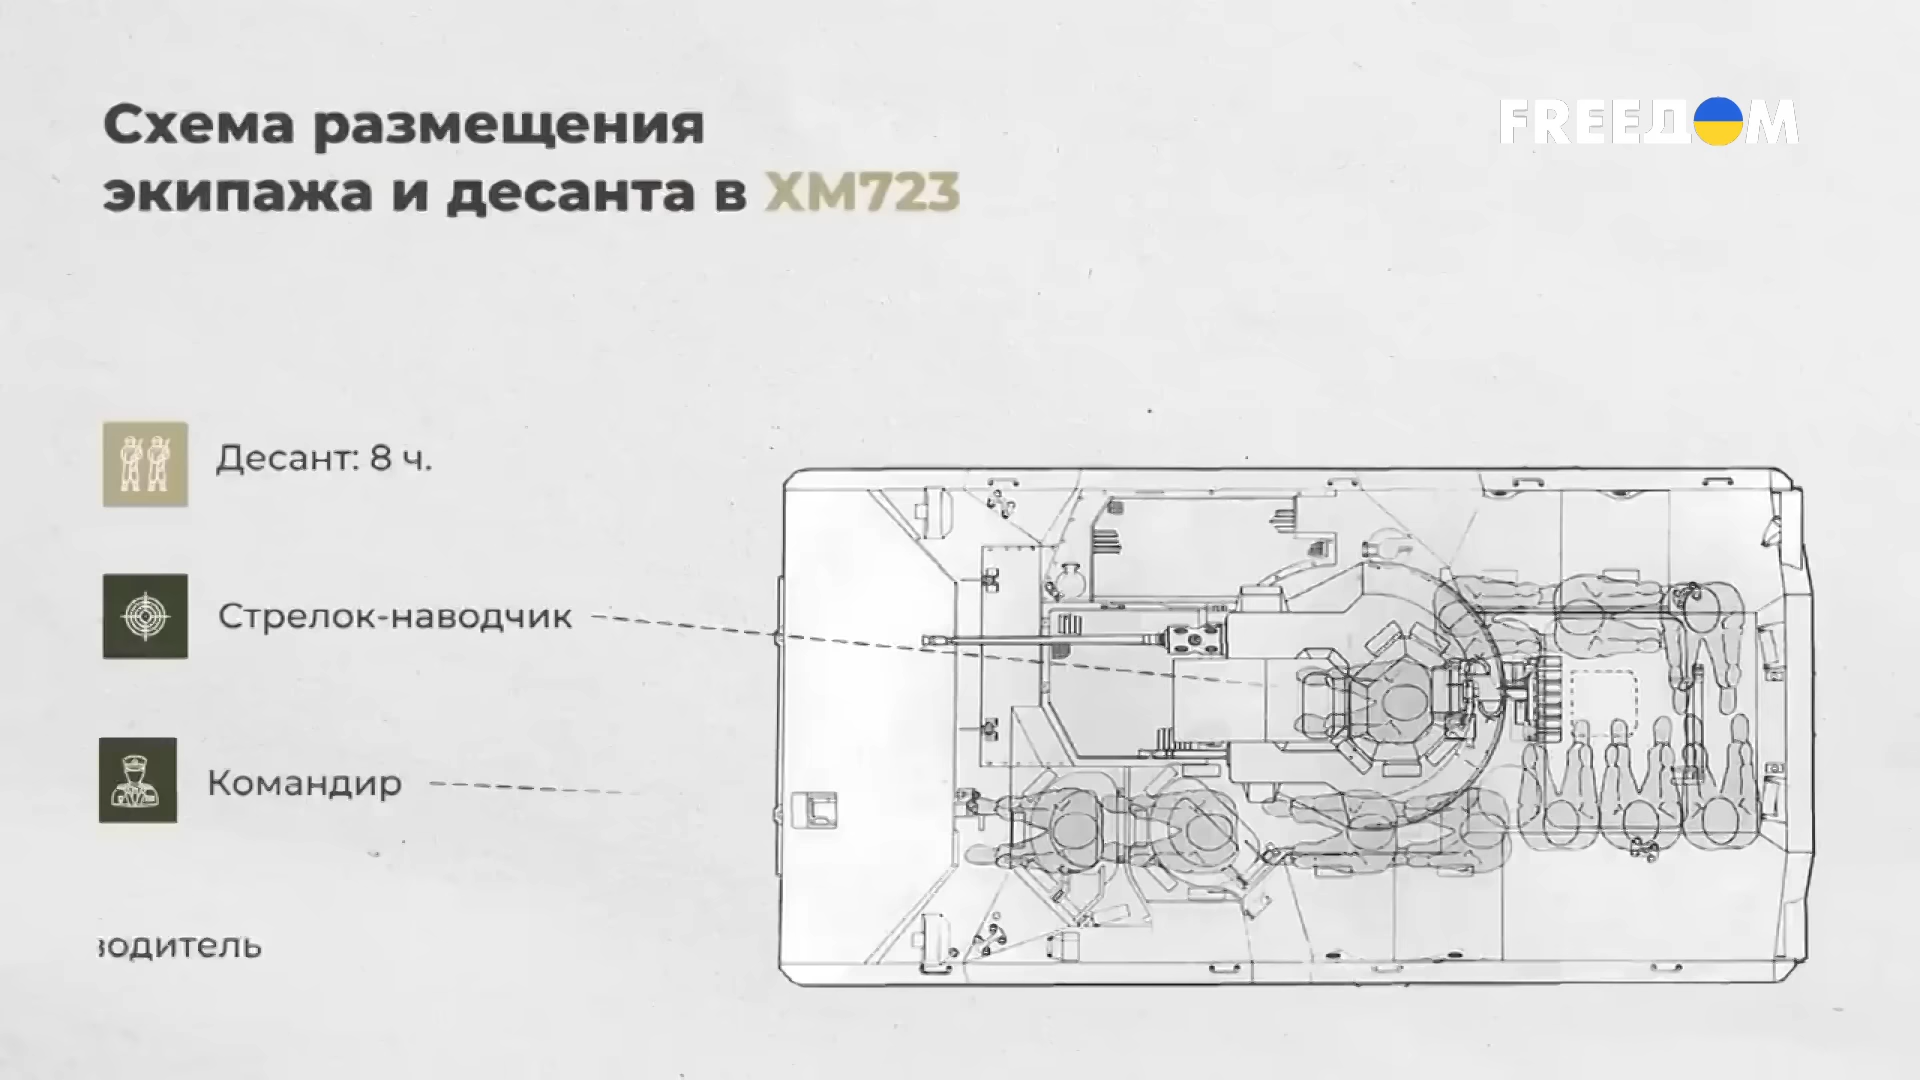 Схема размещения
экипажа и десанта в XM723
FREEДOM
Десант: 8 ч.
Стрелок-наводчик
Командир
водитель